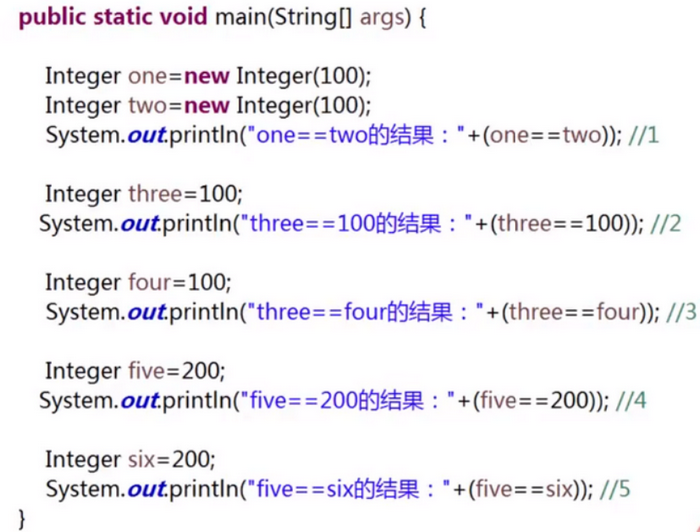 public static void main(String[] args) {
Integer one=new Integer(100);
Integer two=new Integer(100);
System.out.println("one==two的结果："+(one==two)); //1
Integer three=100;
System.out.println("three==100的结果："+(three==100)); //2
Integer four=100;
System.out.println("three==four的结果："+(three==four)); //3
Integer five=200;
System.out.println("five==200的结果："+(five==200)); //4
Integer six=200;
System.out.println("five==six的结果："+(five==six)); //5
}